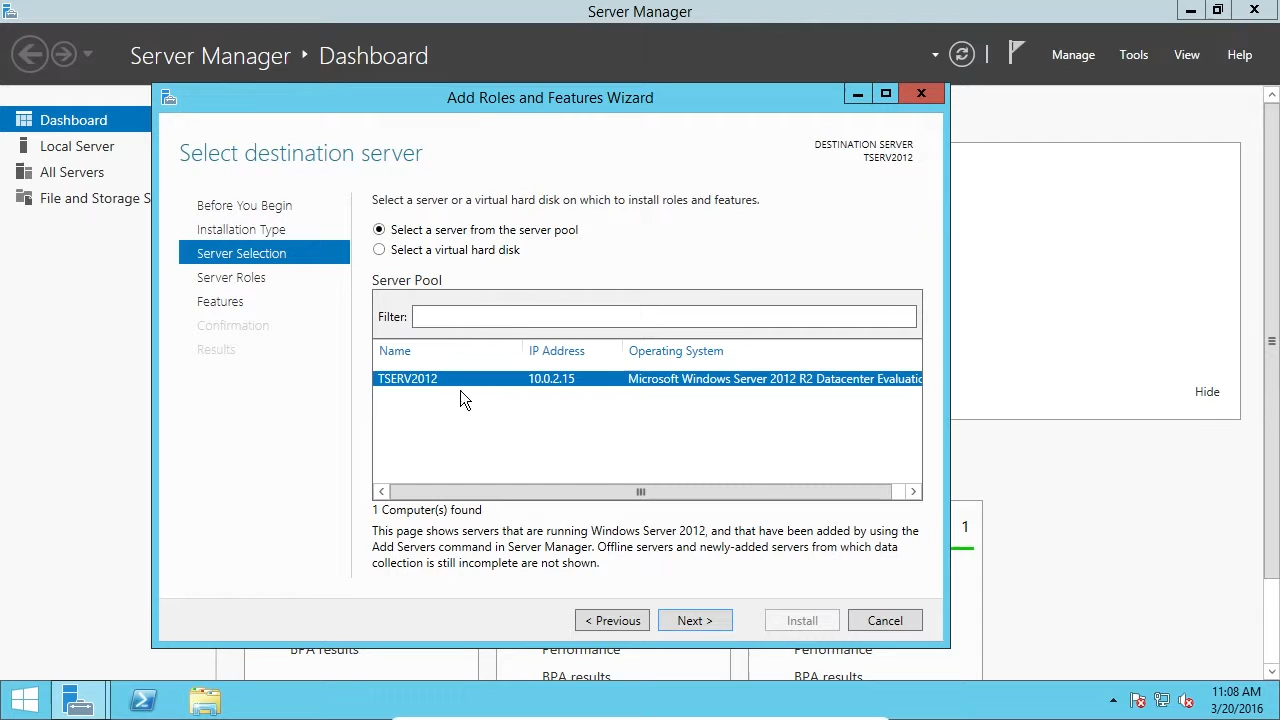 Server Manager
Server Manager ‣ Dashboard
Manage
Tools
View
Help
Dashboard
Local Server
All Servers
File and Storage S
Add Roles and Features Wizard
Select destination server
DESTINATION SERVER
TSERV2012
Before You Begin
Installation Type
Server Selection
Server Roles
Features
Confirmation
Results
Select a server or a virtual hard disk on which to install roles and features.
Select a server from the server pool
Select a virtual hard disk
Server Pool
Filter:
Name IP Address Operating System
TSERV2012 10.0.2.15 Microsoft Windows Server 2012 R2 Datacenter Evaluatio
1 Computer(s) found
This page shows servers that are running Windows Server 2012, and that have been added by using the
Add Servers command in Server Manager. Offline servers and newly-added servers from which data
collection is still incomplete are not shown.
< Previous
Next >
Install
Cancel
Hide
1
BPA results
Performance
BPA results
Performance
BPA results
11:08 AM
3/20/2016